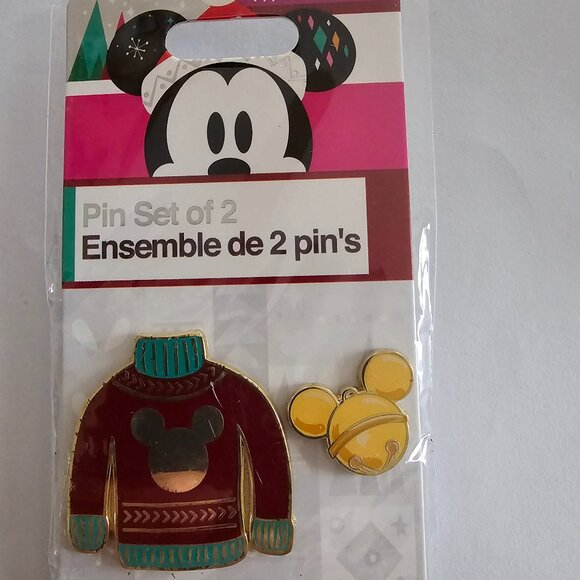 Pin Set of 2
Ensemble de 2 pin's